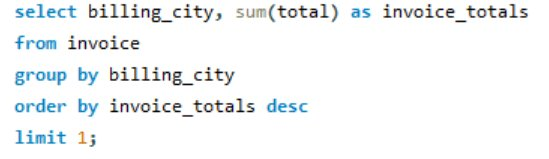 select billing_city, sum(total) as invoice_totals
from invoice
group by billing_city
order by invoice_totals desc
limit 1;